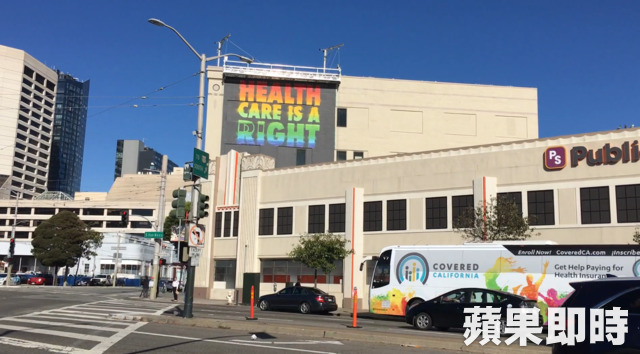 HEALTH
CARE IS A
RIGHT
PS Public
COVERED
CALIFORNIA
Enroll Now! CoveredCA.com
Get Help Paying for
Health Insurance
蘋果即時